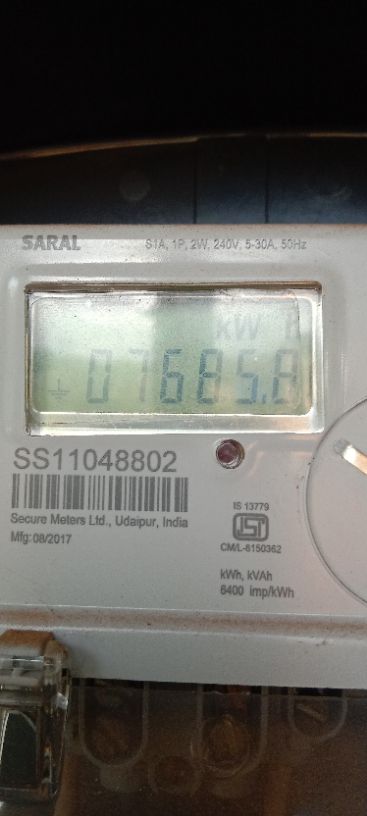 SARAL
S1A, 1P, 2W, 240V, 5-30A, 50Hz
kW h
07685.8
SS11048802
Secure Meters Ltd., Udaipur, India
Mfg:08/2017
IS 13779
CM/L-6150362
kWh, kVAh
6400 imp/kWh